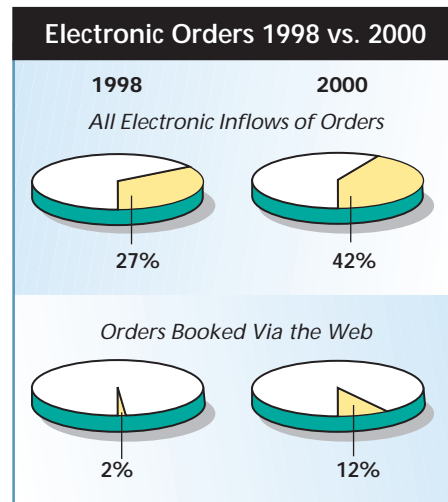 Electronic Orders 1998 vs. 2000
1998 2000
All Electronic Inflows of Orders
27% 42%
Orders Booked Via the Web
2% 12%